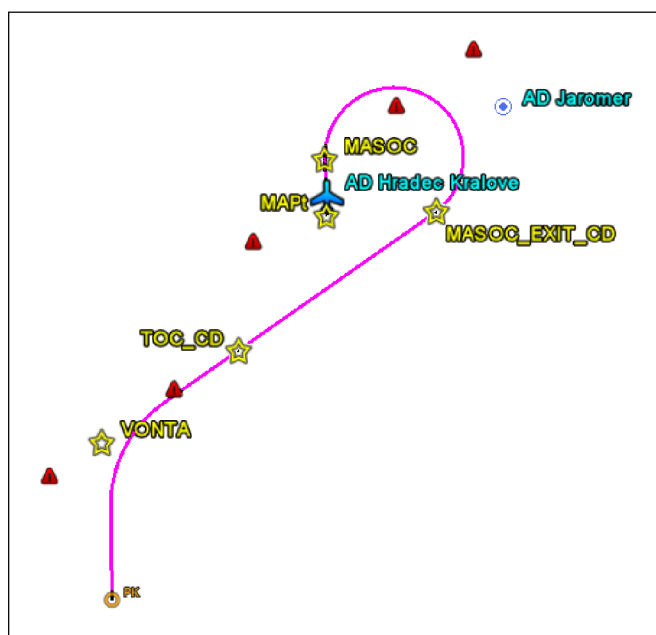 AD Jaromer
MASOC
AD Hradec Kralove
MAPt
MASOC_EXIT_CD
TOC_CD
VONTA
PK